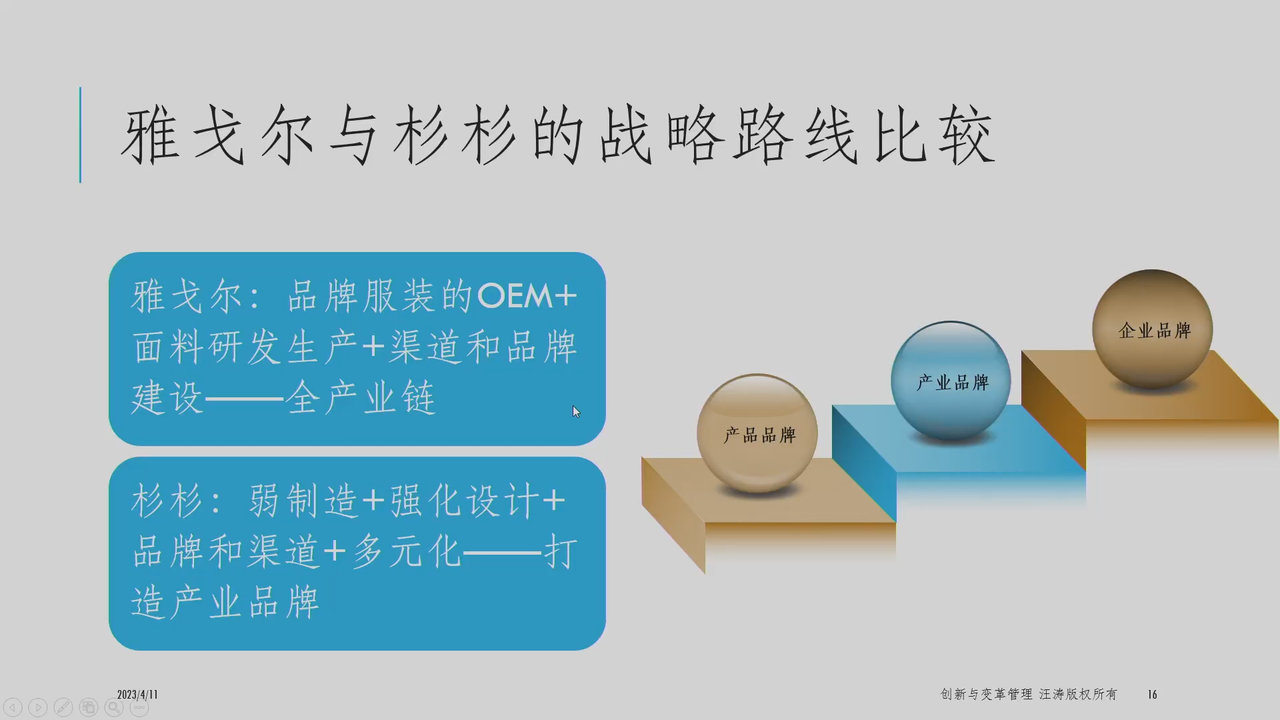 雅戈尔与杉杉的战略路线比较
雅戈尔：品牌服装的OEM+
面料研发生产+渠道和品牌
建设——全产业链
杉杉：弱制造+强化设计+
品牌和渠道+多元化——打
造产业品牌
产品品牌
产业品牌
企业品牌
2023/4/11
创新与变革管理 汪涛版权所有
16